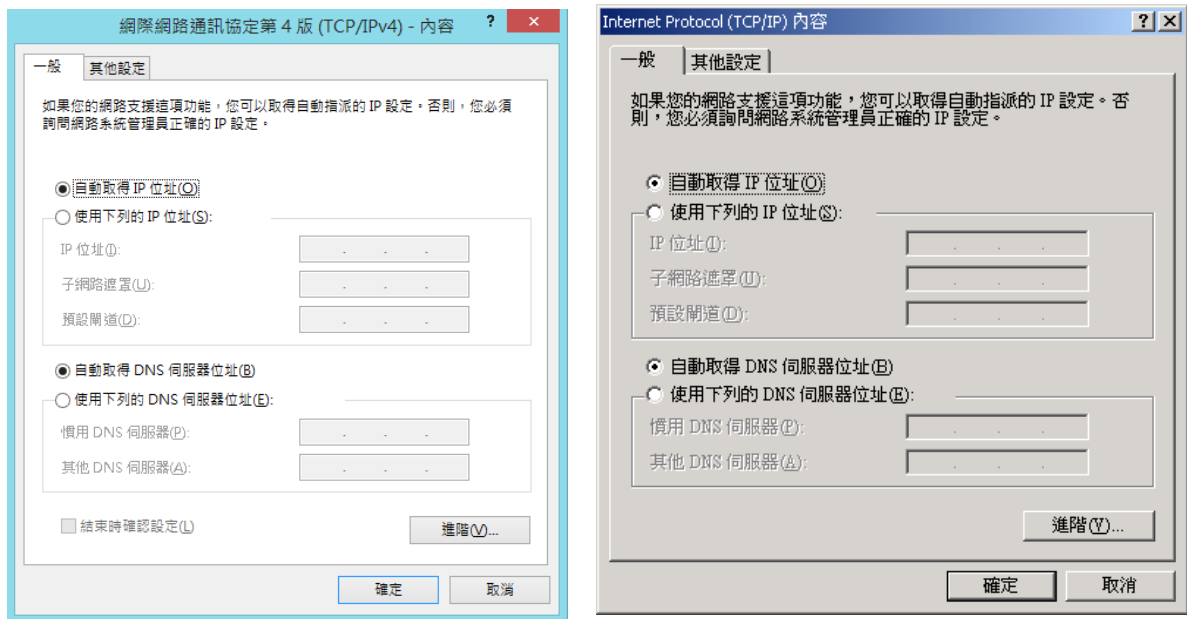 網際網路通訊協定第 4 版 (TCP/IPv4) - 內容
一般
其他設定
如果您的網路支援這項功能，您可以取得自動指派的 IP 設定。否則，您必須
詢問網路系統管理員正確的 IP 設定。
自動取得 IP 位址(O)
使用下列的 IP 位址(S):
IP 位址(I):
子網路遮罩(U):
預設閘道(D):
自動取得 DNS 伺服器位址(B)
使用下列的 DNS 伺服器位址(E):
慣用 DNS 伺服器(P):
其他 DNS 伺服器(A):
結束時確認設定(L)
進階(V)...
確定
取消
Internet Protocol (TCP/IP) 內容
一般
其他設定
如果您的網路支援這項功能，您可以取得自動指派的 IP 設定。否
則，您必須詢問網路系統管理員正確的 IP 設定。
自動取得 IP 位址(O)
使用下列的 IP 位址(S):
IP 位址(I):
子網路遮罩(U):
預設閘道(D):
自動取得 DNS 伺服器位址(B)
使用下列的 DNS 伺服器位址(E):
慣用 DNS 伺服器(P):
其他 DNS 伺服器(A):
進階(V)...
確定
取消